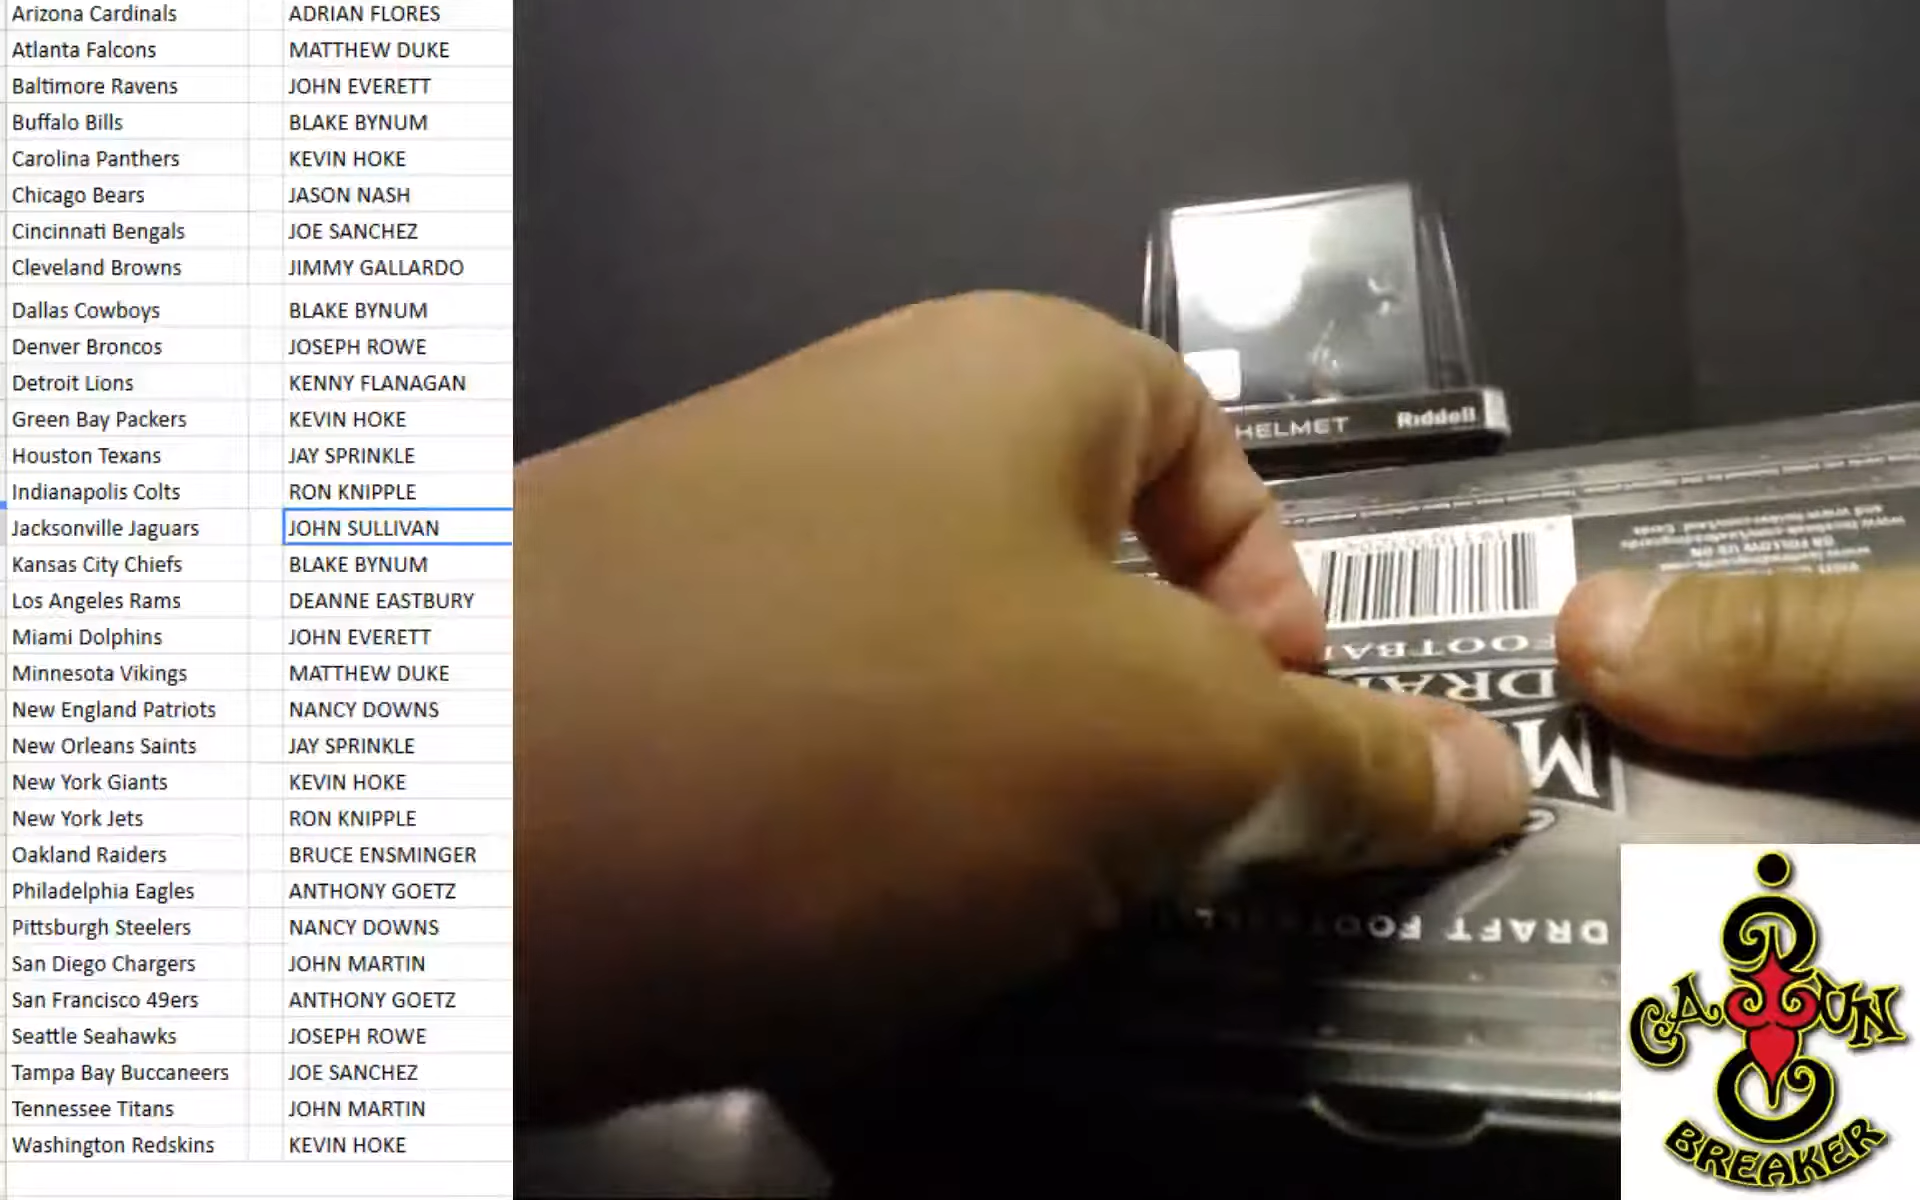 Arizona Cardinals ADRIAN FLORES
Atlanta Falcons MATTHEW DUKE
Baltimore Ravens JOHN EVERETT
Buffalo Bills BLAKE BYNUM
Carolina Panthers KEVIN HOKE
Chicago Bears JASON NASH
Cincinnati Bengals JOE SANCHEZ
Cleveland Browns JIMMY GALLARDO
Dallas Cowboys BLAKE BYNUM
Denver Broncos JOSEPH ROWE
Detroit Lions KENNY FLANAGAN
Green Bay Packers KEVIN HOKE
Houston Texans JAY SPRINKLE
Indianapolis Colts RON KNIPPLE
Jacksonville Jaguars JOHN SULLIVAN
Kansas City Chiefs BLAKE BYNUM
Los Angeles Rams DEANNE EASTBURY
Miami Dolphins JOHN EVERETT
Minnesota Vikings MATTHEW DUKE
New England Patriots NANCY DOWNS
New Orleans Saints JAY SPRINKLE
New York Giants KEVIN HOKE
New York Jets RON KNIPPLE
Oakland Raiders BRUCE ENSMINGER
Philadelphia Eagles ANTHONY GOETZ
Pittsburgh Steelers NANCY DOWNS
San Diego Chargers JOHN MARTIN
San Francisco 49ers ANTHONY GOETZ
Seattle Seahawks JOSEPH ROWE
Tampa Bay Buccaneers JOE SANCHEZ
Tennessee Titans JOHN MARTIN
Washington Redskins KEVIN HOKE
HELMET Riddell
OR FOLLOW US ON
DRAFT
CAJUN
BREAKER